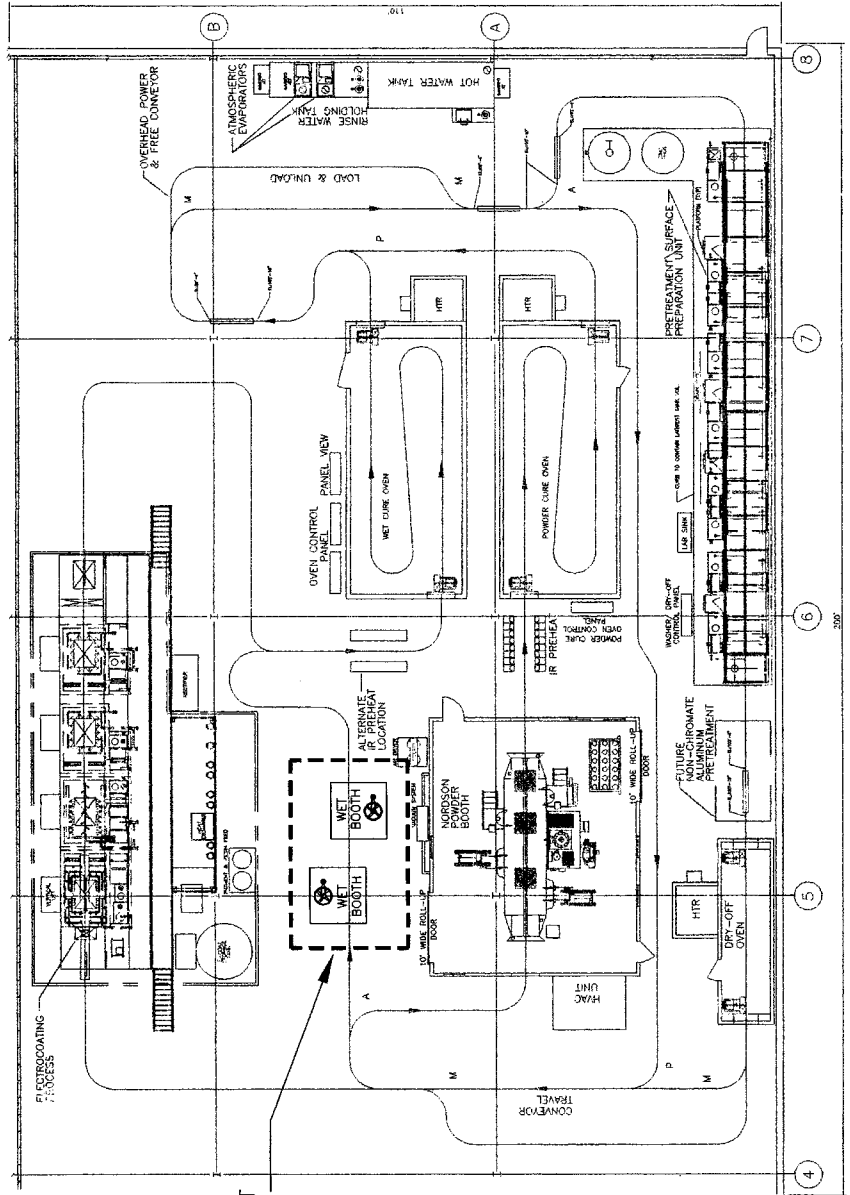 110'
B
A
8
OVERHEAD POWER
& FREE CONVEYOR
ATMOSPHERIC
EVAPORATORS
RINSE WATER
HOLDING TANK
HOT WATER TANK
LOAD & UNLOAD
M
M
A
P
HTR
HTR
PRETREATMENT/SURFACE
PREPARATION UNIT
PLATFORM (TYP)
7
WET CURE OVEN
POWDER CURE OVEN
PANEL VIEW
OVEN CONTROL
PANEL
LAB SINK
WASHER/ DRY-OFF
CONTROL PANEL
6
POWDER CURE
OVEN CONTROL
PANEL
IR PREHEAT
ALTERNATE
IR PREHEAT
LOCATION
RECTIFIER
200'
FUTURE
NON-CHROMATE
ALUMINUM
PRETREATMENT
NORDSON
POWDER
BOOTH
10' WIDE ROLL-UP
DOOR
10' WIDE ROLL-UP
DOOR
WET
BOOTH
WET
BOOTH
5
HTR
DRY-OFF
OVEN
HVAC
UNIT
ELECTROCOATING
PROCESS
A
M
P
M
CONVEYOR
TRAVEL
4
T